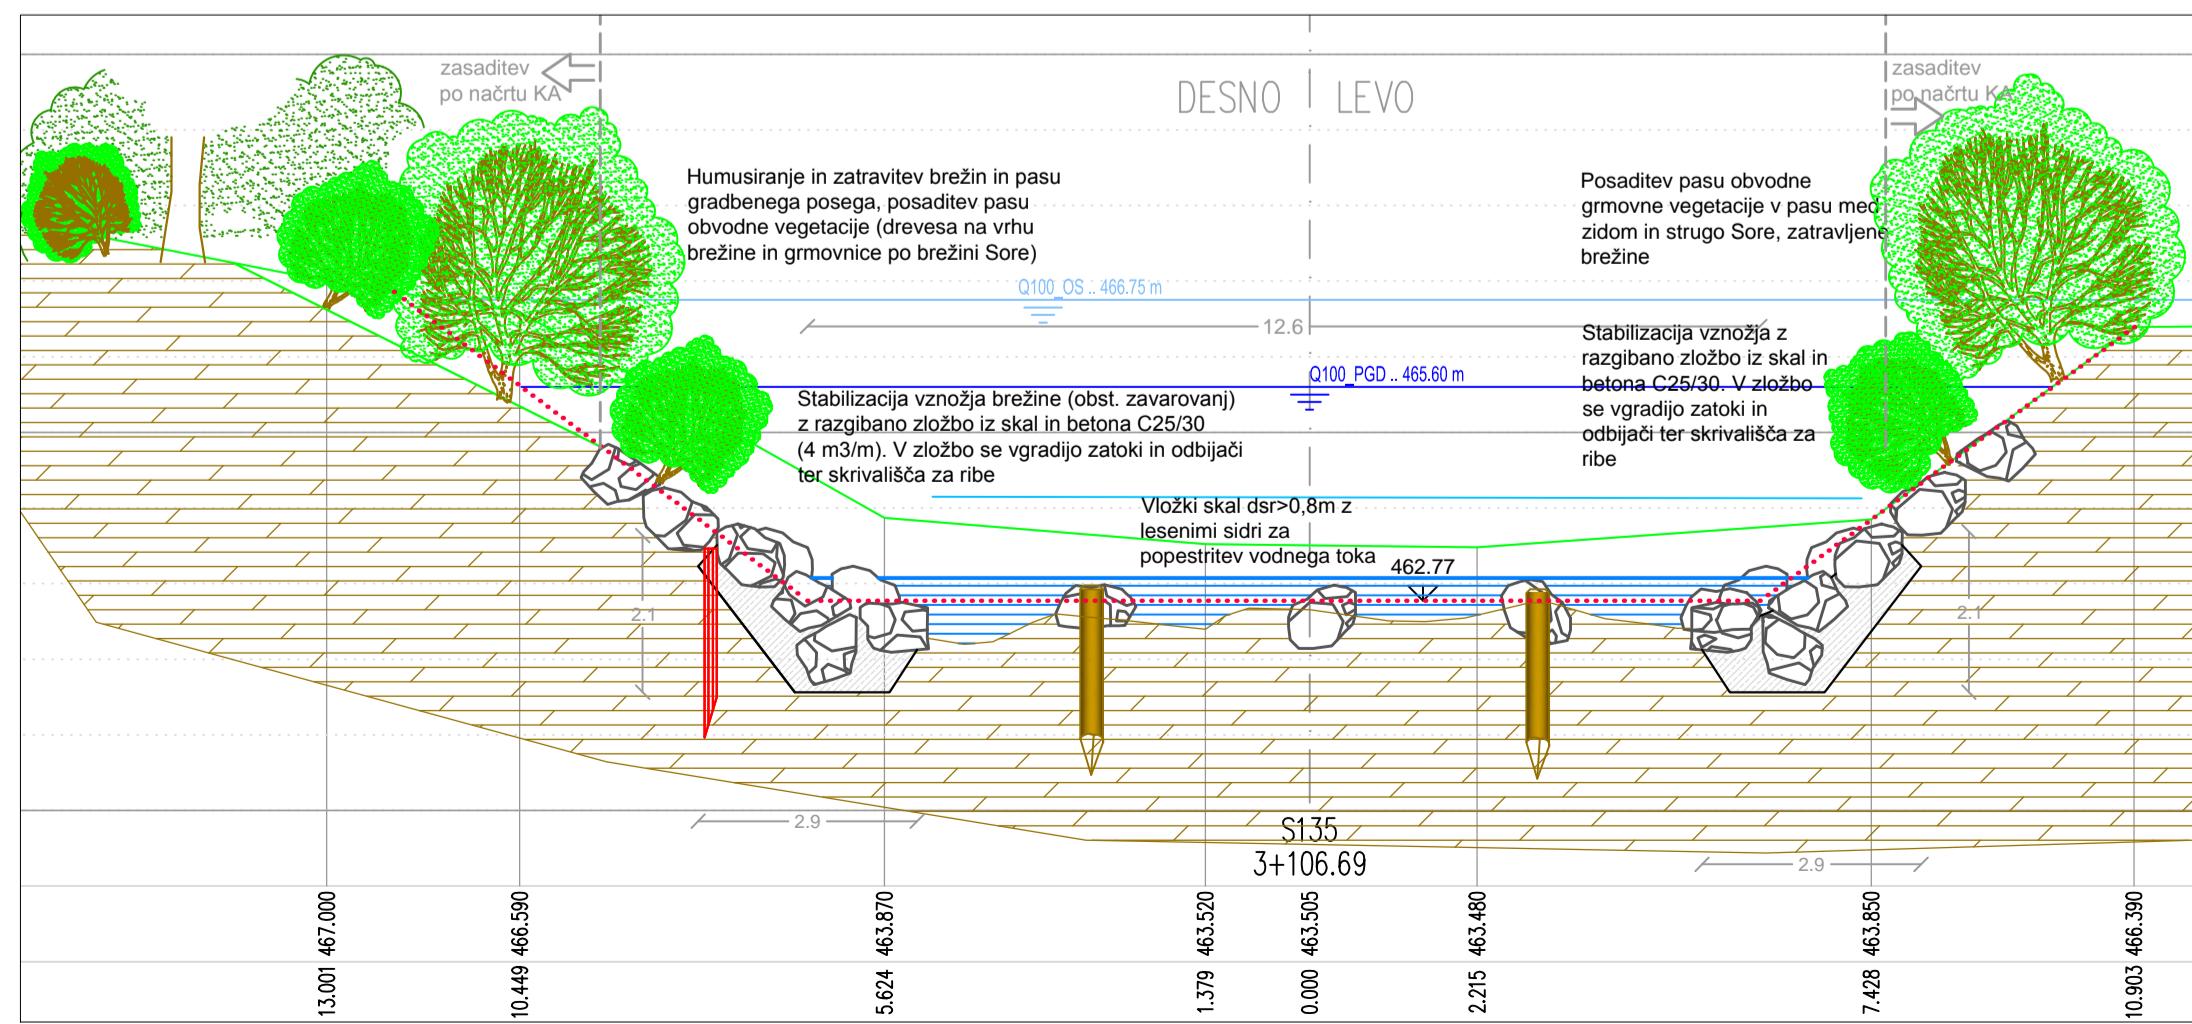 zasaditev
po načrtu KA
DESNO
LEVO
zasaditev
po načrtu KA
Humusiranje in zatravitev brežin in pasu
gradbenega posega, posaditev pasu
obvodne vegetacije (drevesa na vrhu
brežine in grmovnice po brežini Sore)
Posaditev pasu obvodne
grmovne vegetacije v pasu med
zidom in strugo Sore, zatravljene
brežine
Q100_OS .. 466.75 m
12.6
Stabilizacija vznožja z
razgibano zložbo iz skal in
betona C25/30. V zložbo
se vgradijo zatoki in
odbijači ter skrivališča za
ribe
Q100_PGD .. 465.60 m
Stabilizacija vznožja brežine (obst. zavarovanj)
z razgibano zložbo iz skal in betona C25/30
(4 m3/m). V zložbo se vgradijo zatoki in odbijači
ter skrivališča za ribe
Vložki skal dsr>0,8m z
lesenimi sidri za
popestritev vodnega toka
462.77
2.1
2.1
2.9
S135
3+106.69
2.9
467.000
466.590
463.870
463.520
463.505
463.480
463.850
466.390
13.001
10.449
5.624
1.379
0.000
2.215
7.428
10.903